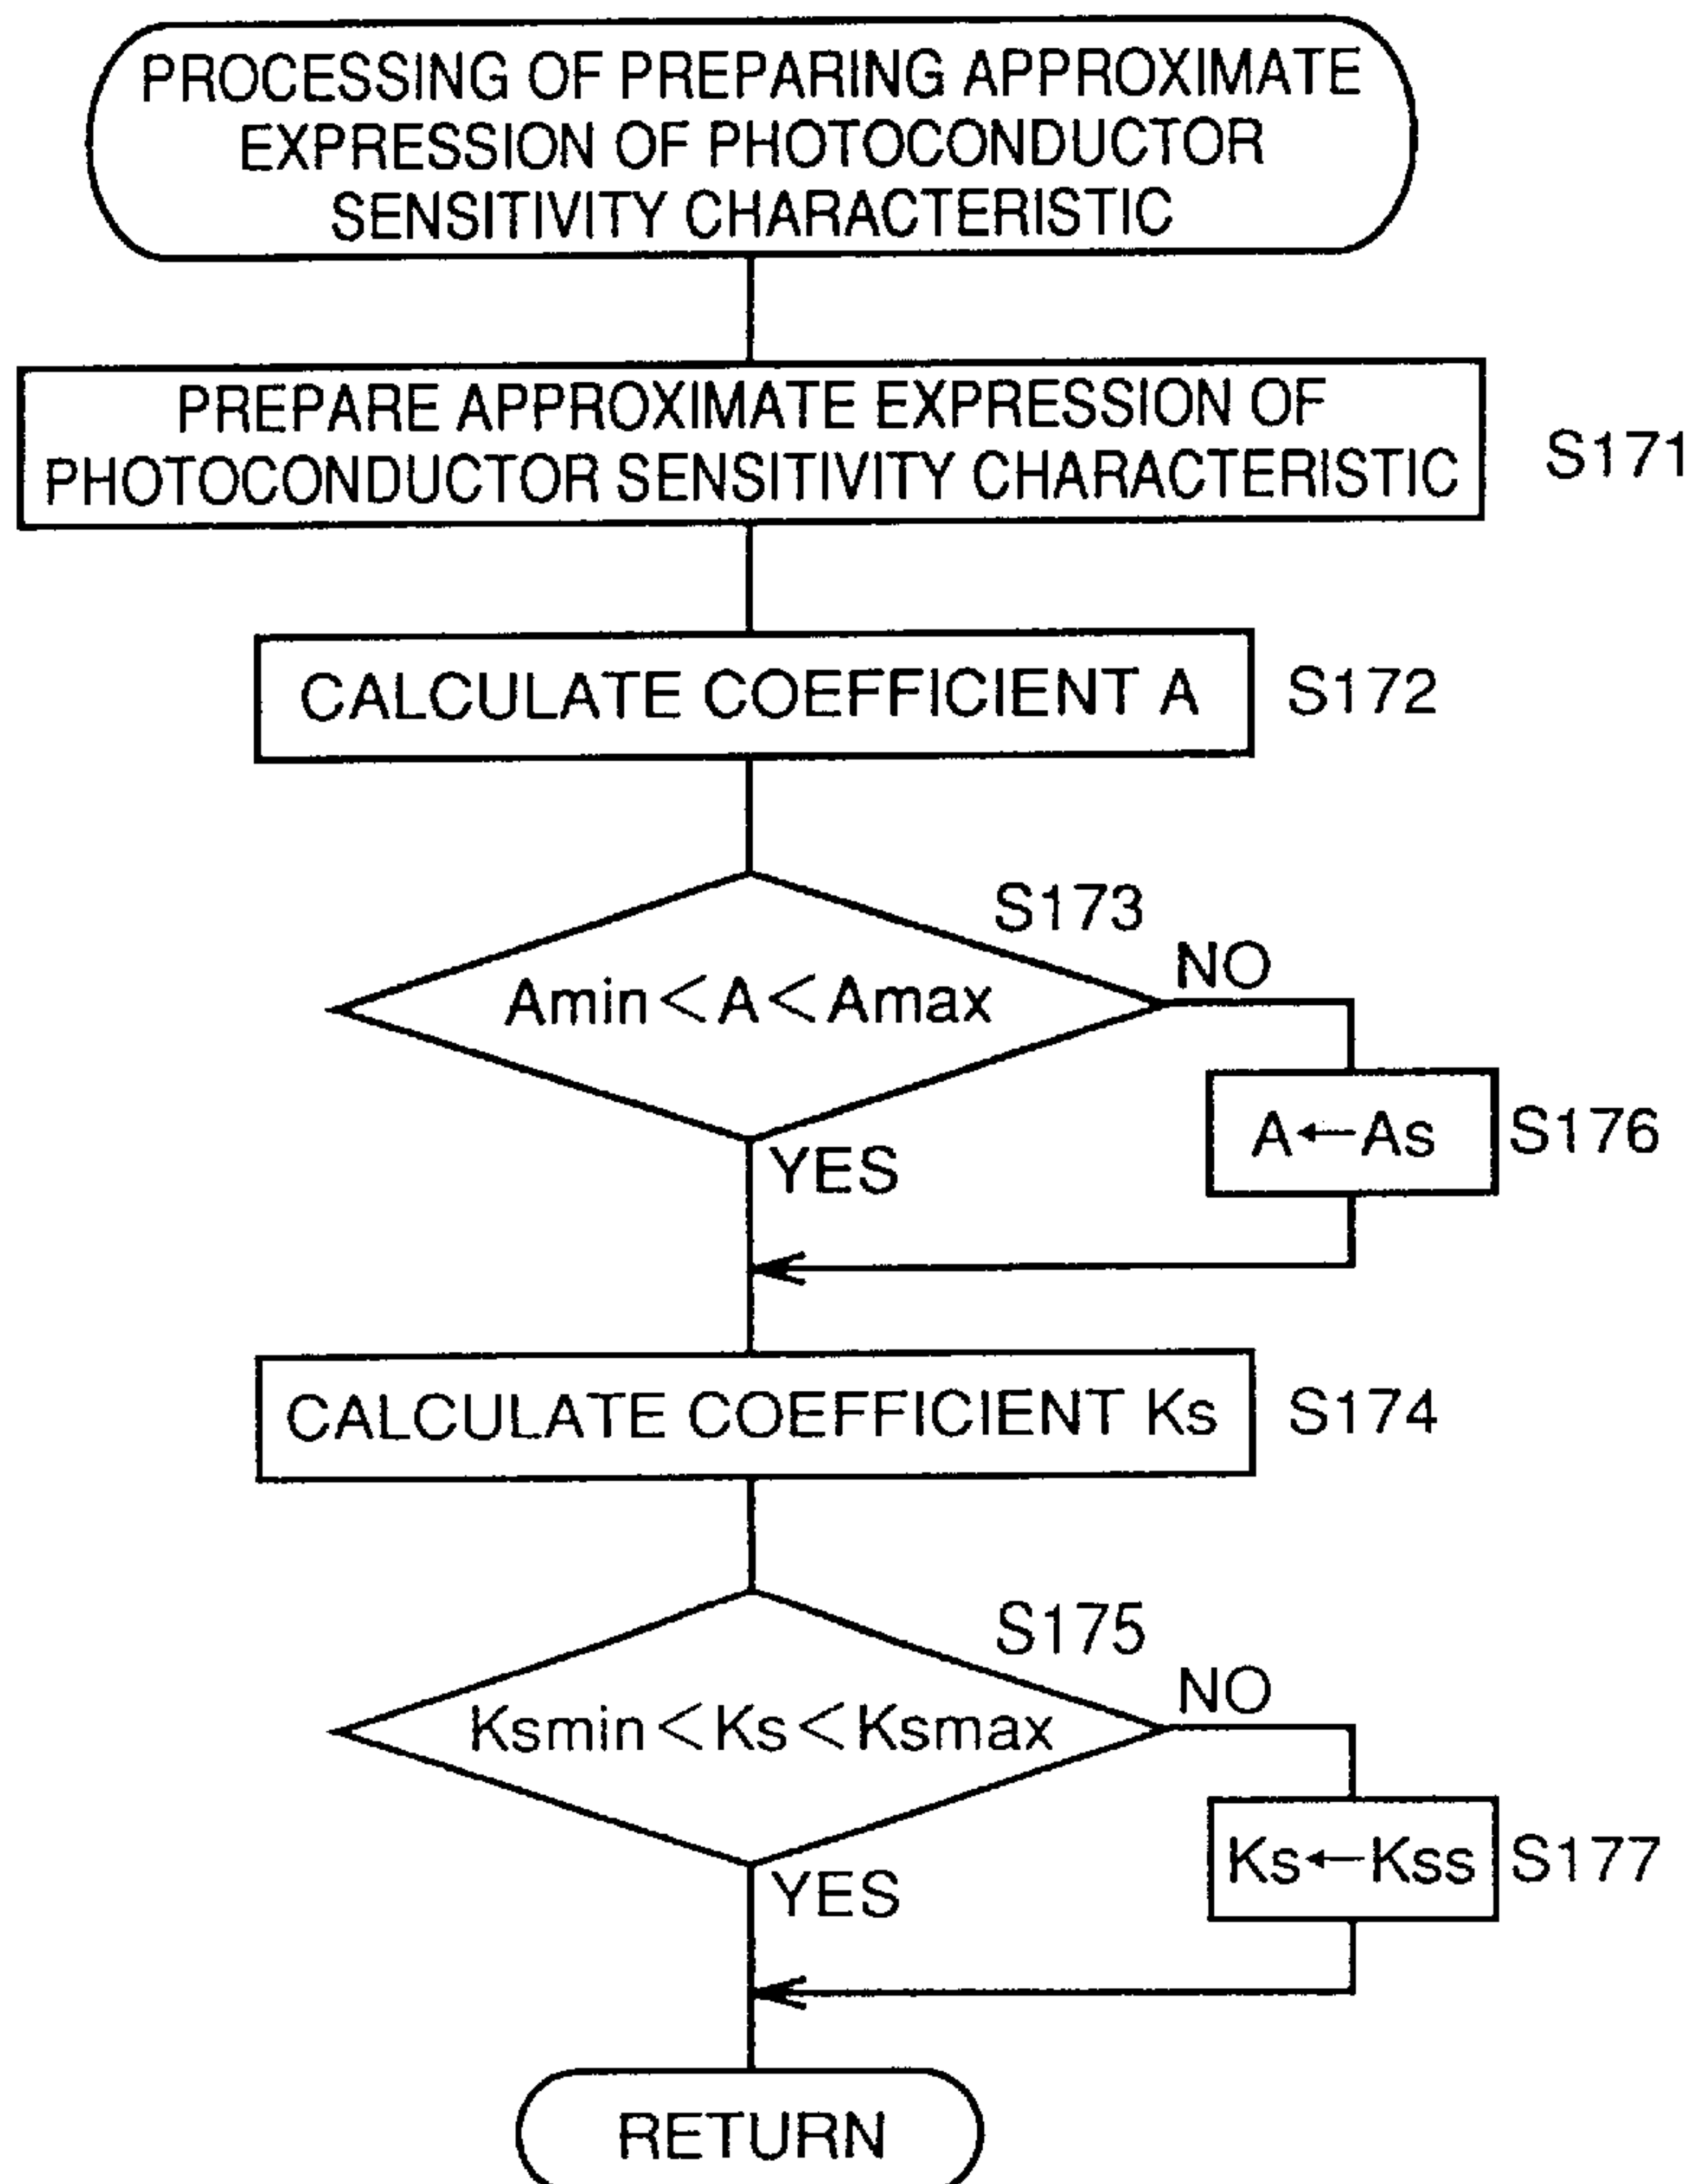 PROCESSING OF PREPARING APPROXIMATE
EXPRESSION OF PHOTOCONDUCTOR
SENSITIVITY CHARACTERISTIC
PREPARE APPROXIMATE EXPRESSION OF
PHOTOCONDUCTOR SENSITIVITY CHARACTERISTIC
S171
CALCULATE COEFFICIENT A
S172
S173
Amin<A<Amax
NO
A←As
S176
YES
CALCULATE COEFFICIENT Ks
S174
S175
Ksmin<Ks<Ksmax
NO
Ks←Kss
S177
YES
RETURN